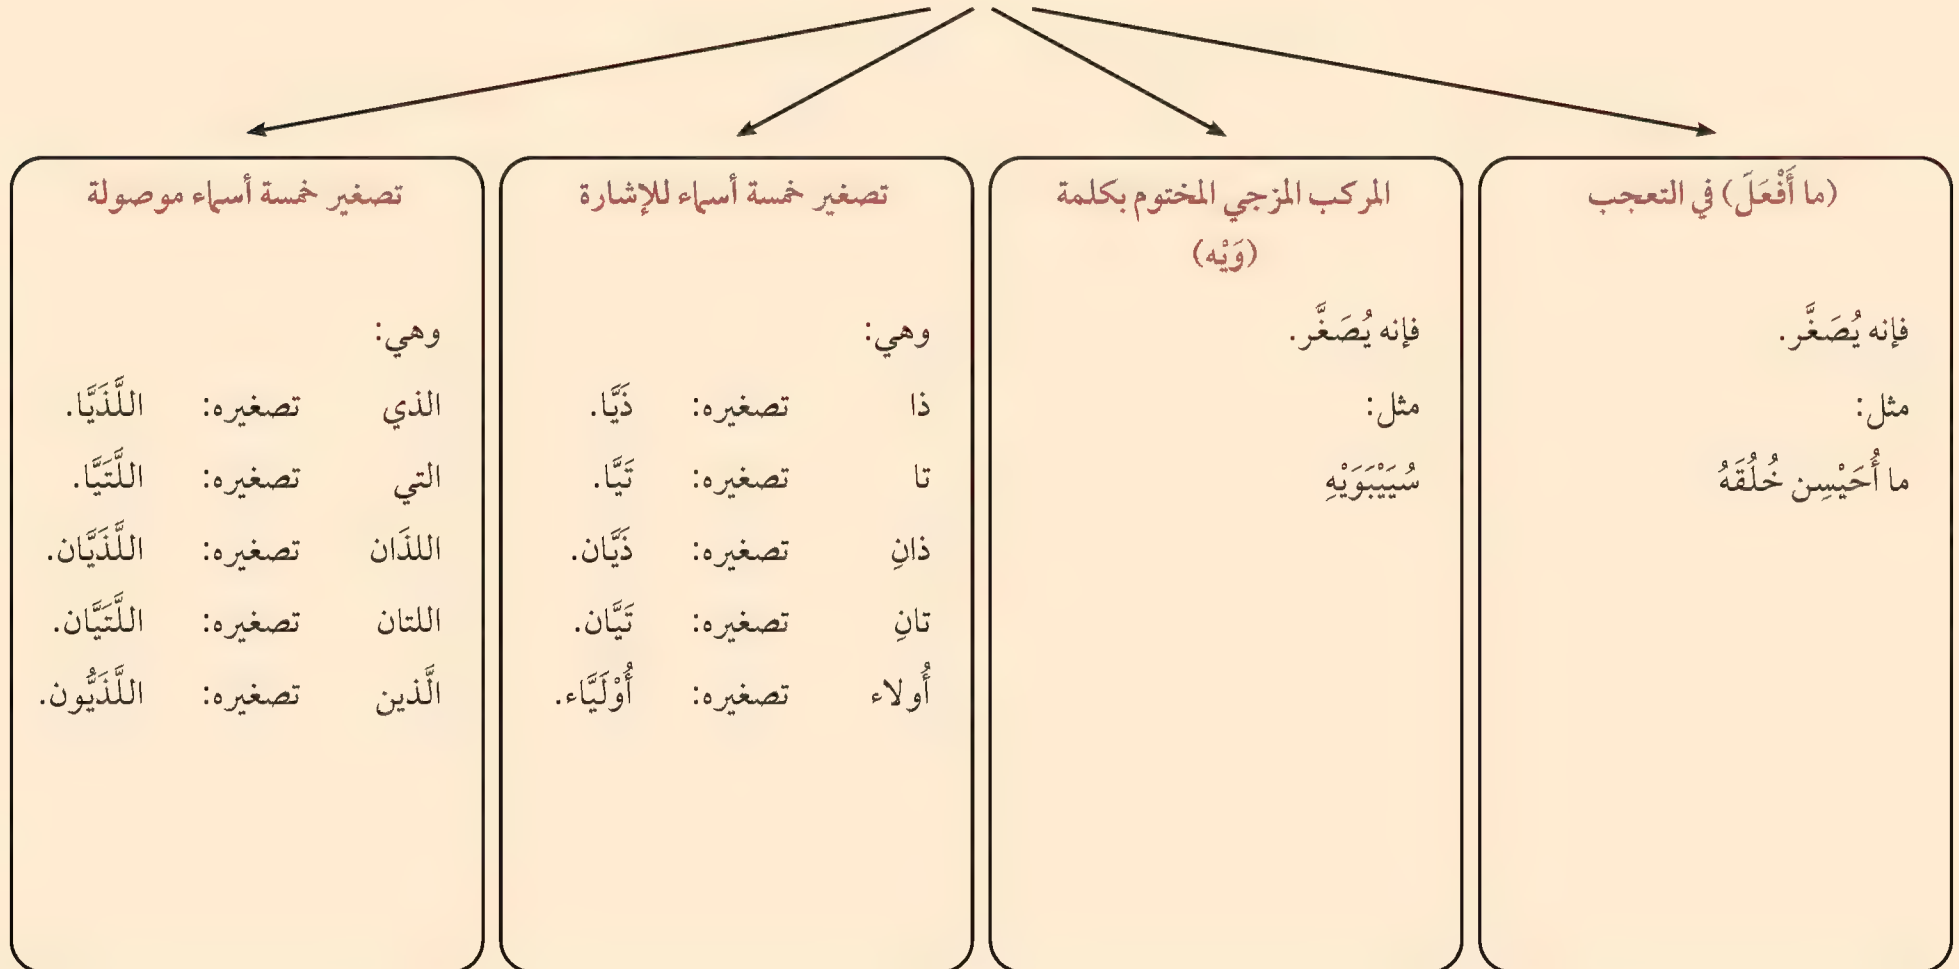 (ما أَفْعَلَ) في التعجب
فإنه يُصَغَّر.
مثل:
ما أُحَيْسِن خُلُقَهُ
المركب المزجي المختوم بكلمة
(وَيْه)
فإنه يُصَغَّر.
مثل:
سُيَيْبَوَيْهِ
تصغير خمسة أسماء للإشارة
وهي:
ذا تصغيره: ذَيَّا.
تا تصغيره: تَيَّا.
ذانِ تصغيره: ذَيَّان.
تانِ تصغيره: تَيَّان.
أُولاء تصغيره: أُوْلَيَّاء.
تصغير خمسة أسماء موصولة
وهي:
الذي تصغيره: اللَّذَيَّا.
التي تصغيره: اللَّتَيَّا.
اللذَان تصغيره: اللَّذَيَّان.
اللتان تصغيره: اللَّتَيَّان.
الَّذين تصغيره: اللَّذَيُّون.